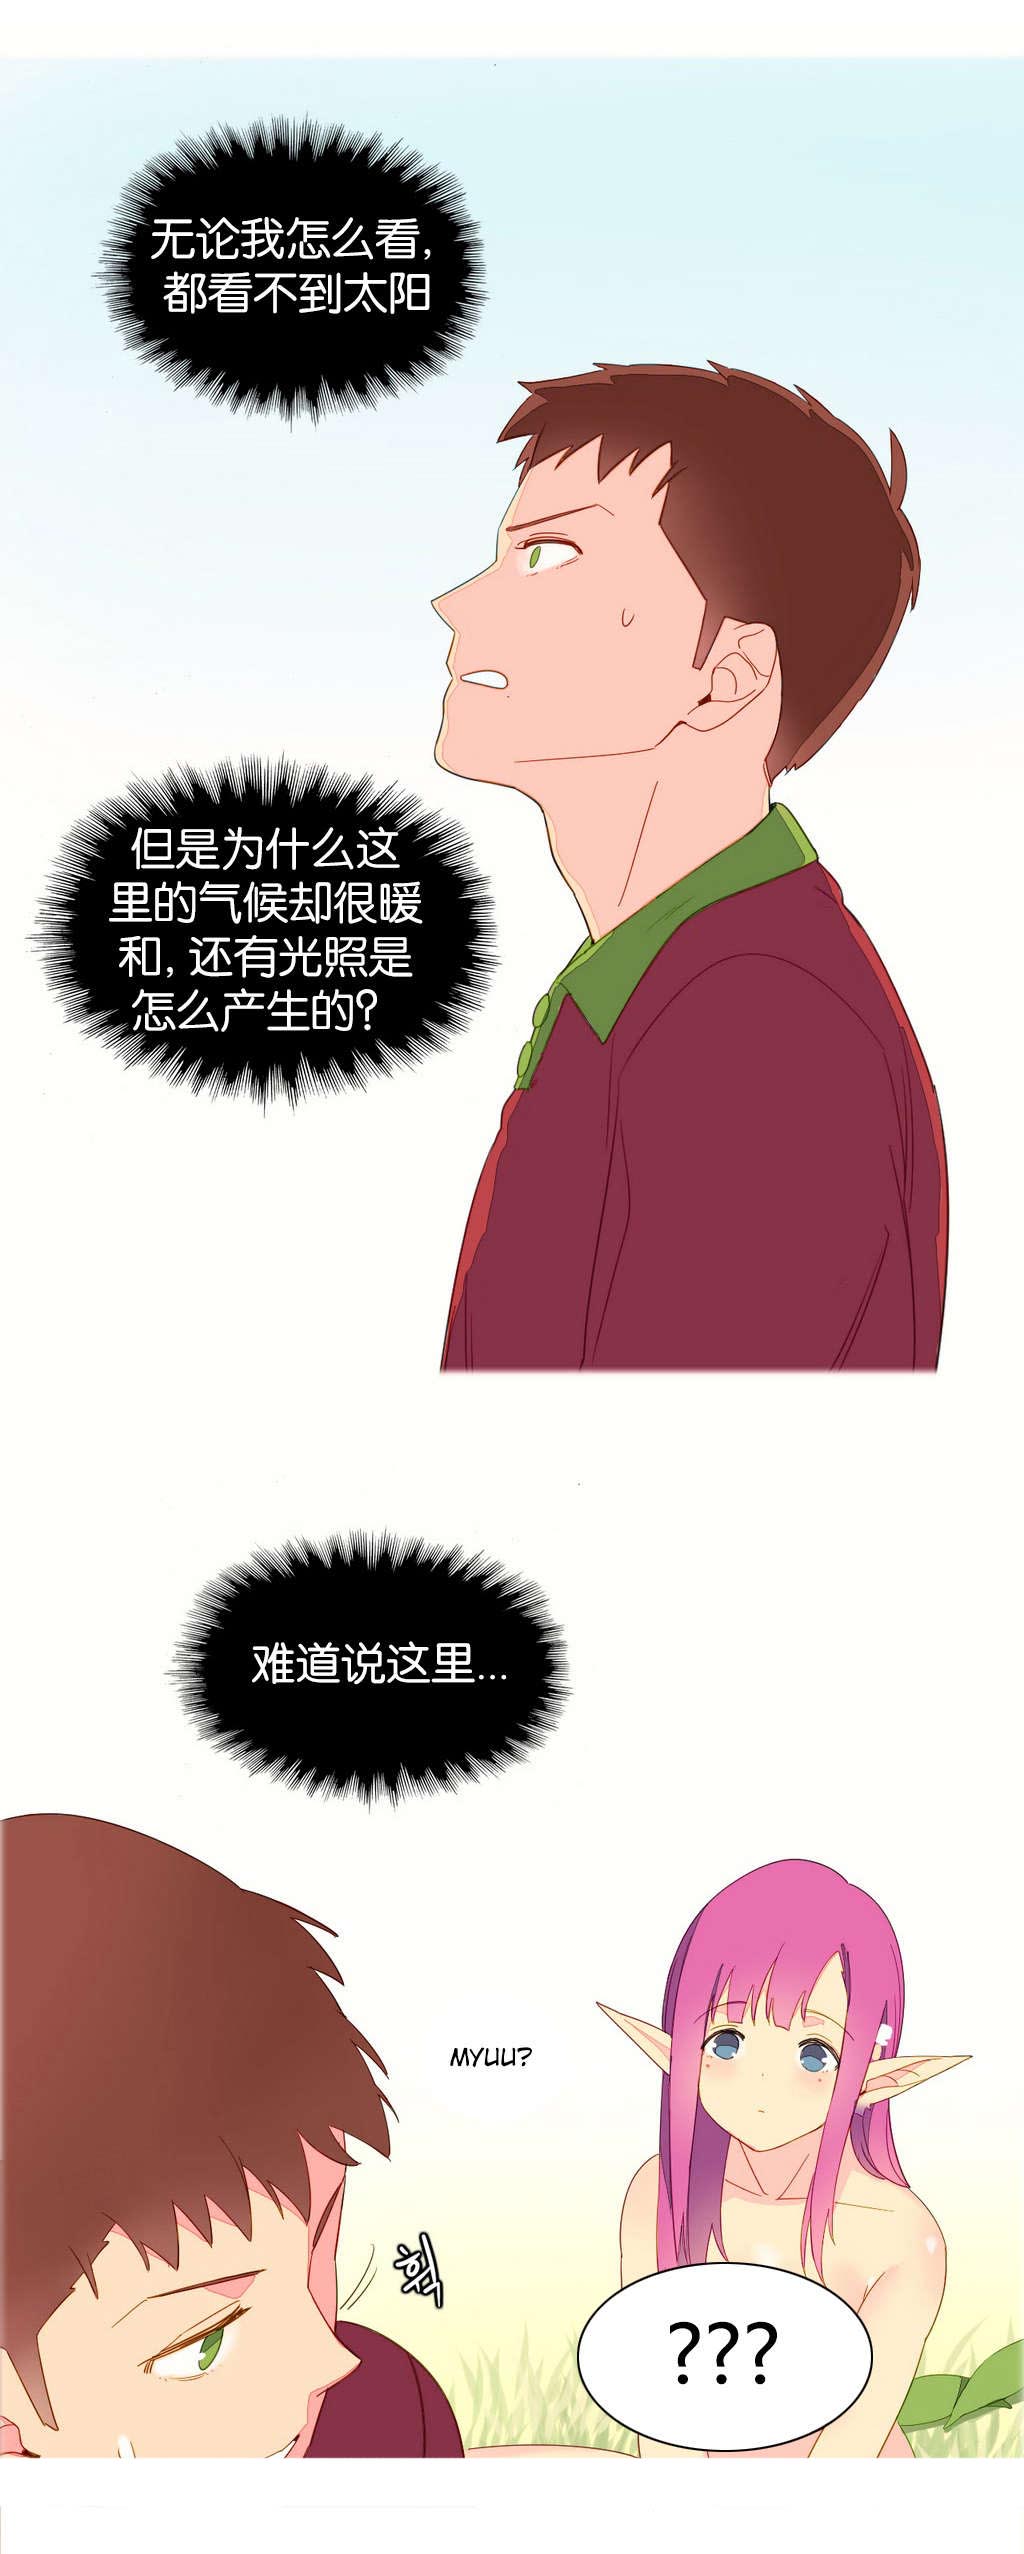 无论我怎么看,
都看不到太阳
但是为什么这
里的气候却很暖
和, 还有光照是
怎么产生的?
难道说这里...
MYUU?
휙
???